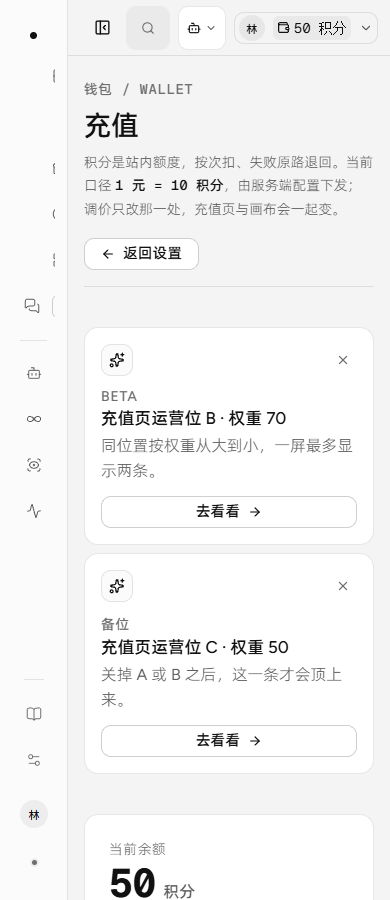 林 50 积分
钱包 / WALLET
充值
积分是站内额度，按次扣、失败原路退回。当前
口径 1 元 = 10 积分，由服务端配置下发；
调价只改那一处，充值页与画布会一起变。
返回设置
BETA
充值页运营位 B · 权重 70
同位置按权重从大到小，一屏最多显
示两条。
去看看
备位
充值页运营位 C · 权重 50
关掉 A 或 B 之后，这一条才会顶上
来。
去看看
林
当前余额
50 积分